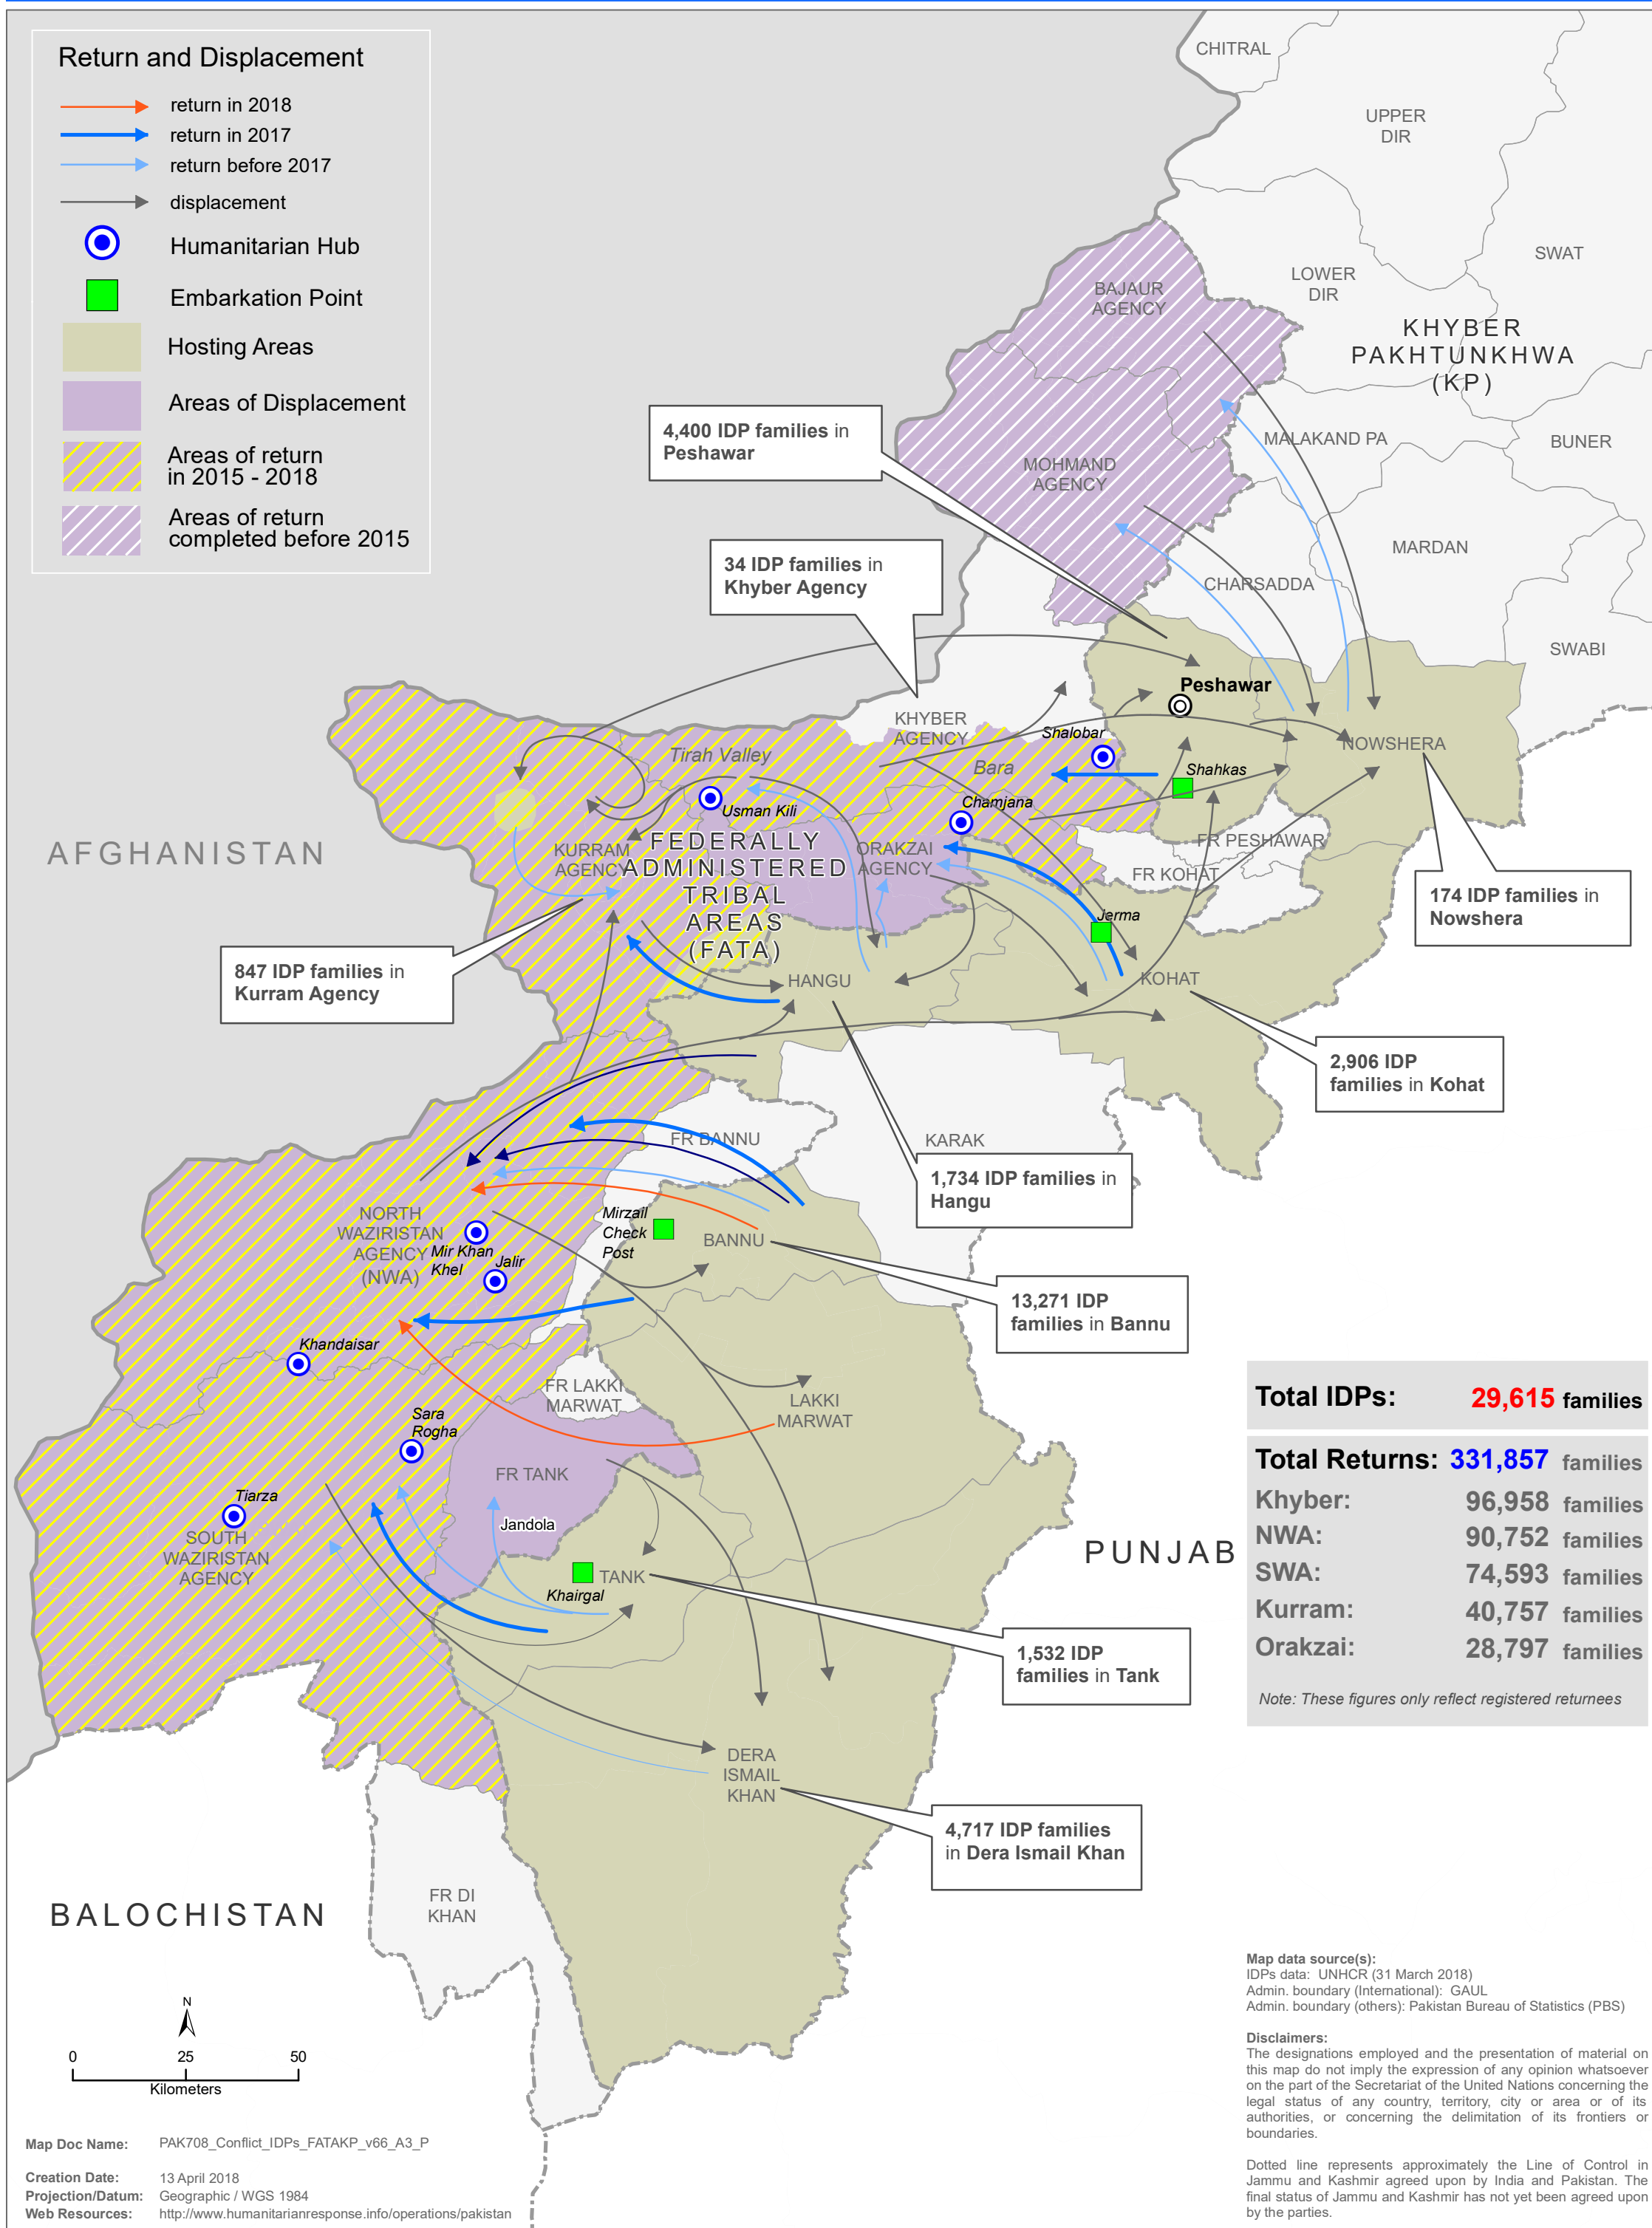 Return and Displacement
return in 2018
return in 2017
return before 2017
displacement
Humanitarian Hub
Embarkation Point
Hosting Areas
Areas of Displacement
Areas of return
in 2015 - 2018
Areas of return
completed before 2015
CHITRAL
UPPER
DIR
SWAT
LOWER
DIR
BAJAUR
AGENCY
KHYBER
PAKHTUNKHWA
(KP)
MALAKAND PA
BUNER
4,400 IDP families in
Peshawar
MOHMAND
AGENCY
MARDAN
34 IDP families in
Khyber Agency
CHARSADDA
SWABI
Peshawar
KHYBER
AGENCY
Shalobar
NOWSHERA
Tirah Valley
Bara
Shahkas
Usman Kili
Chamjana
AFGHANISTAN
FEDERALLY
ADMINISTERED
TRIBAL
AREAS
(FATA)
KURRAM
AGENCY
ORAKZAI
AGENCY
FR PESHAWAR
FR KOHAT
174 IDP families in
Nowshera
Jerma
847 IDP families in
Kurram Agency
HANGU
KOHAT
2,906 IDP
families in Kohat
FR BANNU
KARAK
1,734 IDP families in
Hangu
NORTH
WAZIRISTAN
AGENCY
(NWA)
Mir Khan
Khel
Jalir
Mirzail
Check
Post
BANNU
13,271 IDP
families in Bannu
Khandaisar
FR LAKKI
MARWAT
LAKKI
MARWAT
Sara
Rogha
FR TANK
Jandola
Tiarza
SOUTH
WAZIRISTAN
AGENCY
TANK
Khairgal
PUNJAB
1,532 IDP
families in Tank
DERA
ISMAIL
KHAN
4,717 IDP families
in Dera Ismail Khan
FR DI
KHAN
BALOCHISTAN
Total IDPs: 29,615 families
Total Returns: 331,857 families
Khyber: 96,958 families
NWA: 90,752 families
SWA: 74,593 families
Kurram: 40,757 families
Orakzai: 28,797 families
Note: These figures only reflect registered returnees
N
0 25 50
Kilometers
Map Doc Name: PAK708_Conflict_IDPs_FATAKP_v66_A3_P
Creation Date: 13 April 2018
Projection/Datum: Geographic / WGS 1984
Web Resources: http://www.humanitarianresponse.info/operations/pakistan
Map data source(s):
IDPs data: UNHCR (31 March 2018)
Admin. boundary (International): GAUL
Admin. boundary (others): Pakistan Bureau of Statistics (PBS)
Disclaimers:
The designations employed and the presentation of material on
this map do not imply the expression of any opinion whatsoever
on the part of the Secretariat of the United Nations concerning the
legal status of any country, territory, city or area or of its
authorities, or concerning the delimitation of its frontiers or
boundaries.
Dotted line represents approximately the Line of Control in
Jammu and Kashmir agreed upon by India and Pakistan. The
final status of Jammu and Kashmir has not yet been agreed upon
by the parties.